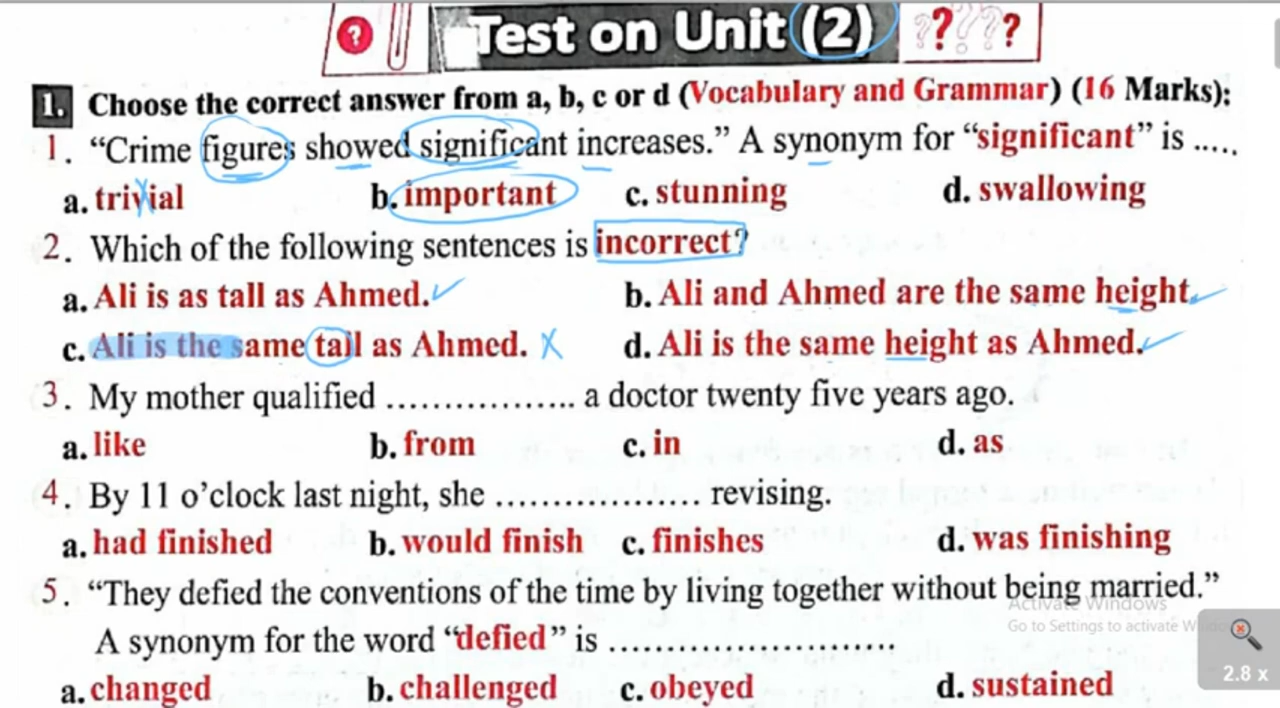 ? Test on Unit (2) ?????
1. Choose the correct answer from a, b, c or d (Vocabulary and Grammar) (16 Marks):
1. “Crime figures showed significant increases.” A synonym for “significant” is .....
a. trivial b. important c. stunning d. swallowing
2. Which of the following sentences is incorrect?
a. Ali is as tall as Ahmed. b. Ali and Ahmed are the same height.
c. Ali is the same tall as Ahmed. d. Ali is the same height as Ahmed.
3. My mother qualified ................. a doctor twenty five years ago.
a. like b. from c. in d. as
4. By 11 o’clock last night, she ................... revising.
a. had finished b. would finish c. finishes d. was finishing
5. “They defied the conventions of the time by living together without being married.”
Activate Windows
Go to Settings to activate
A synonym for the word “defied” is ..........................
2.8 x
a. changed b. challenged c. obeyed d. sustained